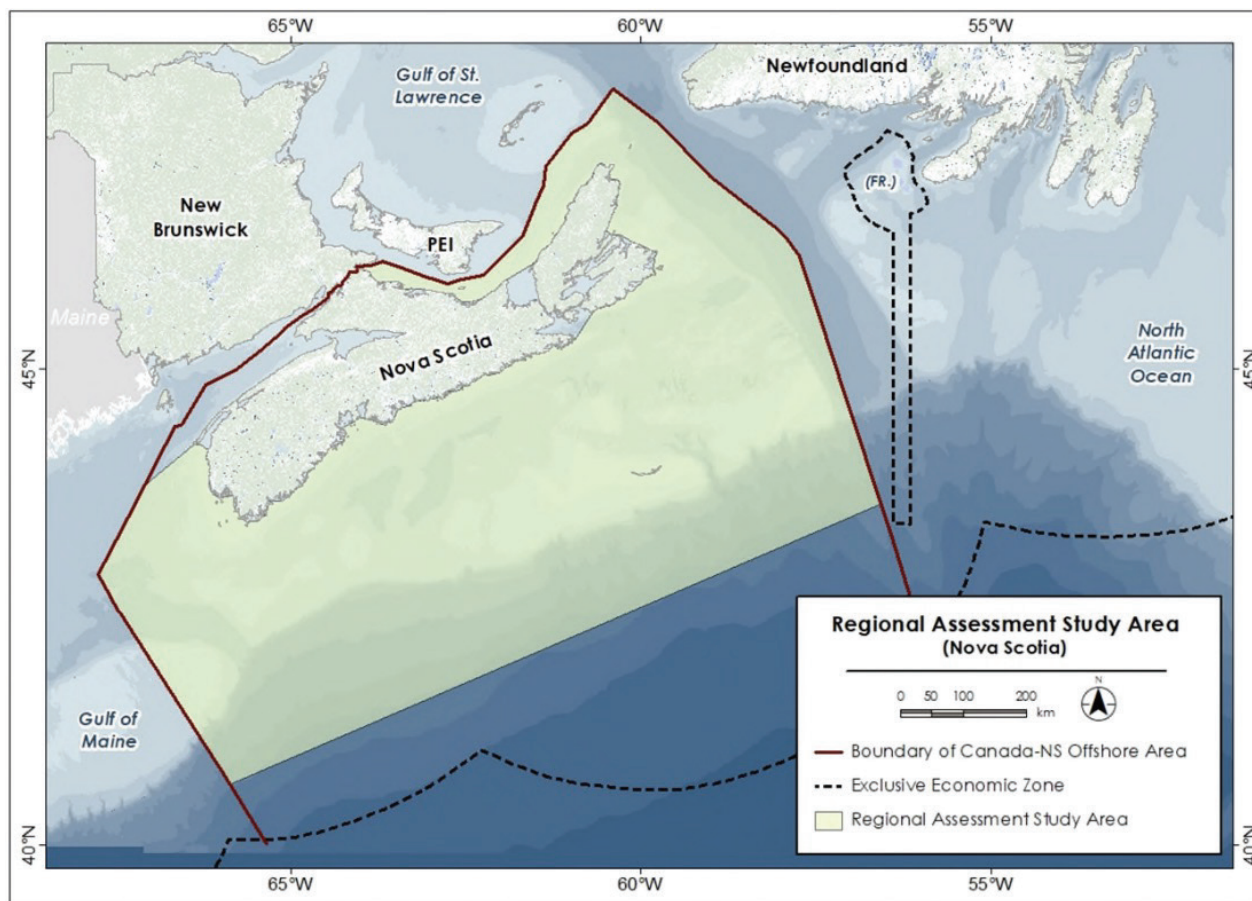 65°W
60°W
55°W
Gulf of St.
Lawrence
Newfoundland
New
Brunswick
PEI
(FR.)
Maine
Nova Scotia
45°N
45°N
North
Atlantic
Ocean
Gulf of
Maine
Regional Assessment Study Area
(Nova Scotia)
N
0 50 100 200
km
Boundary of Canada-NS Offshore Area
Exclusive Economic Zone
Regional Assessment Study Area
40°N
40°N
65°W
60°W
55°W